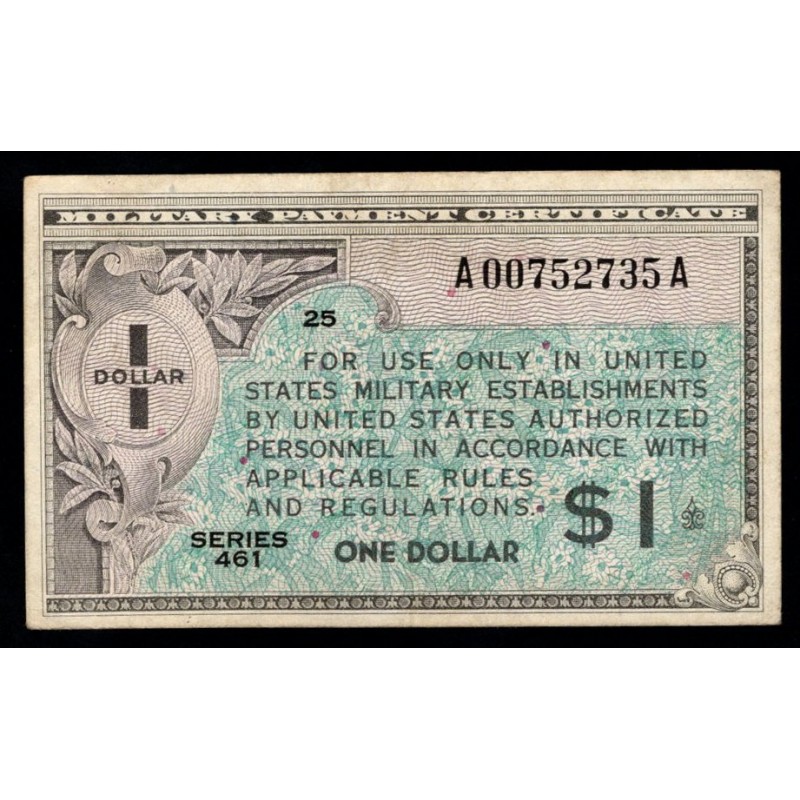 MILITARY PAYMENT CERTIFICATE
A00752735A
25
1
DOLLAR
FOR USE ONLY IN UNITED
STATES MILITARY ESTABLISHMENTS
BY UNITED STATES AUTHORIZED
PERSONNEL IN ACCORDANCE WITH
APPLICABLE RULES
AND REGULATIONS.
$1
SERIES
461
ONE DOLLAR